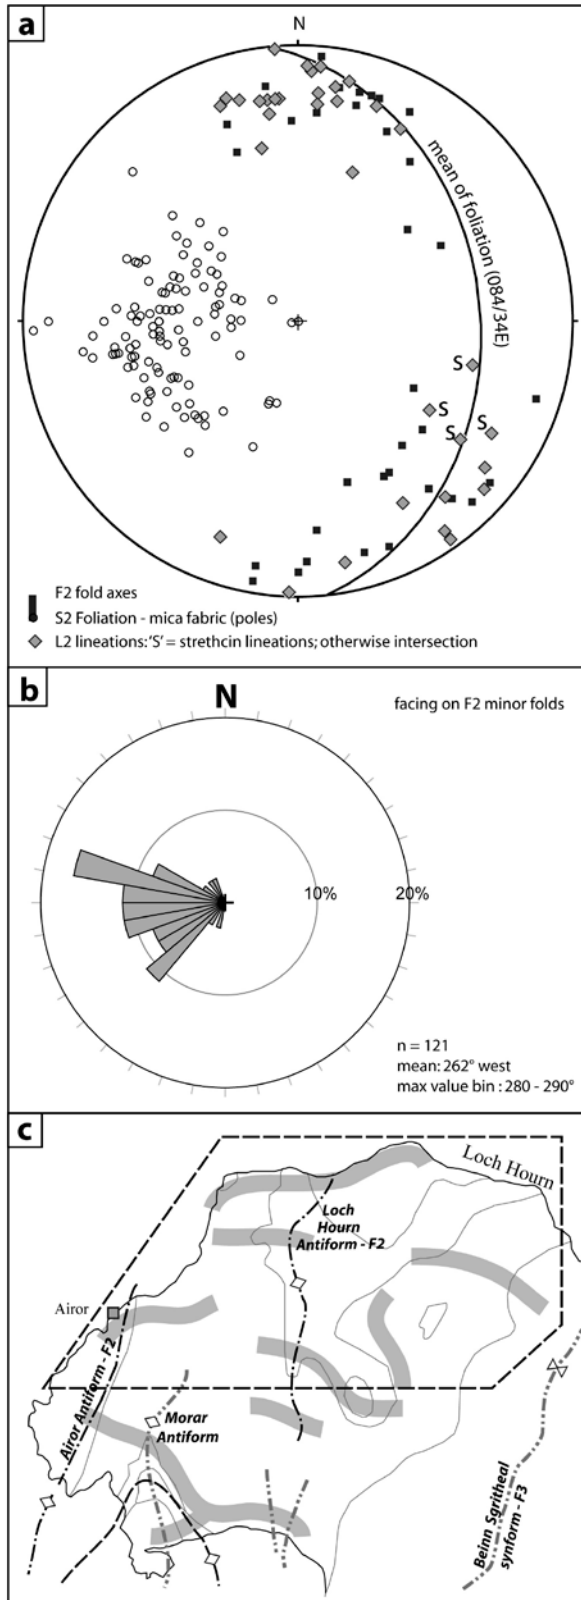 a
N
mean of foliation (084/34E)
S
S
S
S
F2 fold axes
S2 Foliation - mica fabric (poles)
L2 lineations: 'S' = strethcin lineations; otherwise intersection
b
N
facing on F2 minor folds
10%
20%
n = 121
mean: 262° west
max value bin : 280 - 290°
c
Loch Hourn
Loch
Hourn
Antiform - F2
Airor
Airor Antiform - F2
Morar
Antiform
Beinn Sgritheal
synform - F3